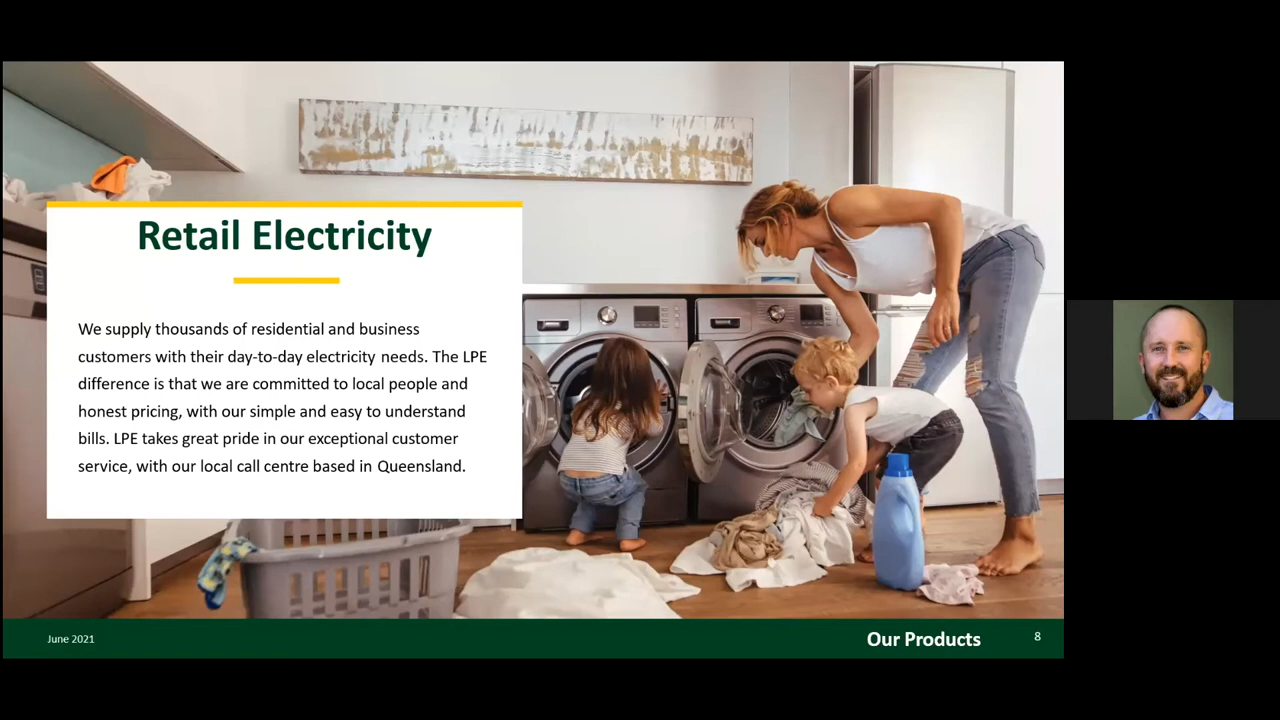 Retail Electricity
We supply thousands of residential and business
customers with their day-to-day electricity needs. The LPE
difference is that we are committed to local people and
honest pricing, with our simple and easy to understand
bills. LPE takes great pride in our exceptional customer
service, with our local call centre based in Queensland.
June 2021
Our Products
8